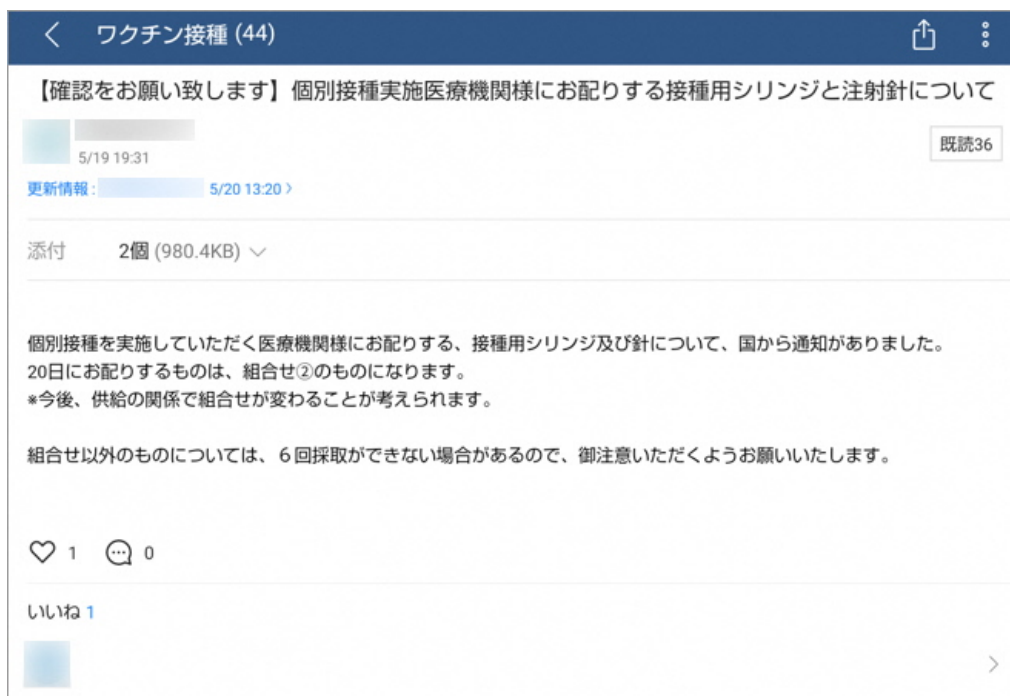 ワクチン接種 (44)
【確認をお願い致します】個別接種実施医療機関様にお配りする接種用シリンジと注射針について
5/19 19:31
既読36
更新情報 : 5/20 13:20
添付 2個 (980.4KB)
個別接種を実施していただく医療機関様にお配りする、接種用シリンジ及び針について、国から通知がありました。
20日にお配りするものは、組合せ②のものになります。
*今後、供給の関係で組合せが変わることが考えられます。
組合せ以外のものについては、６回採取ができない場合があるので、御注意いただくようお願いいたします。
1 0
いいね 1